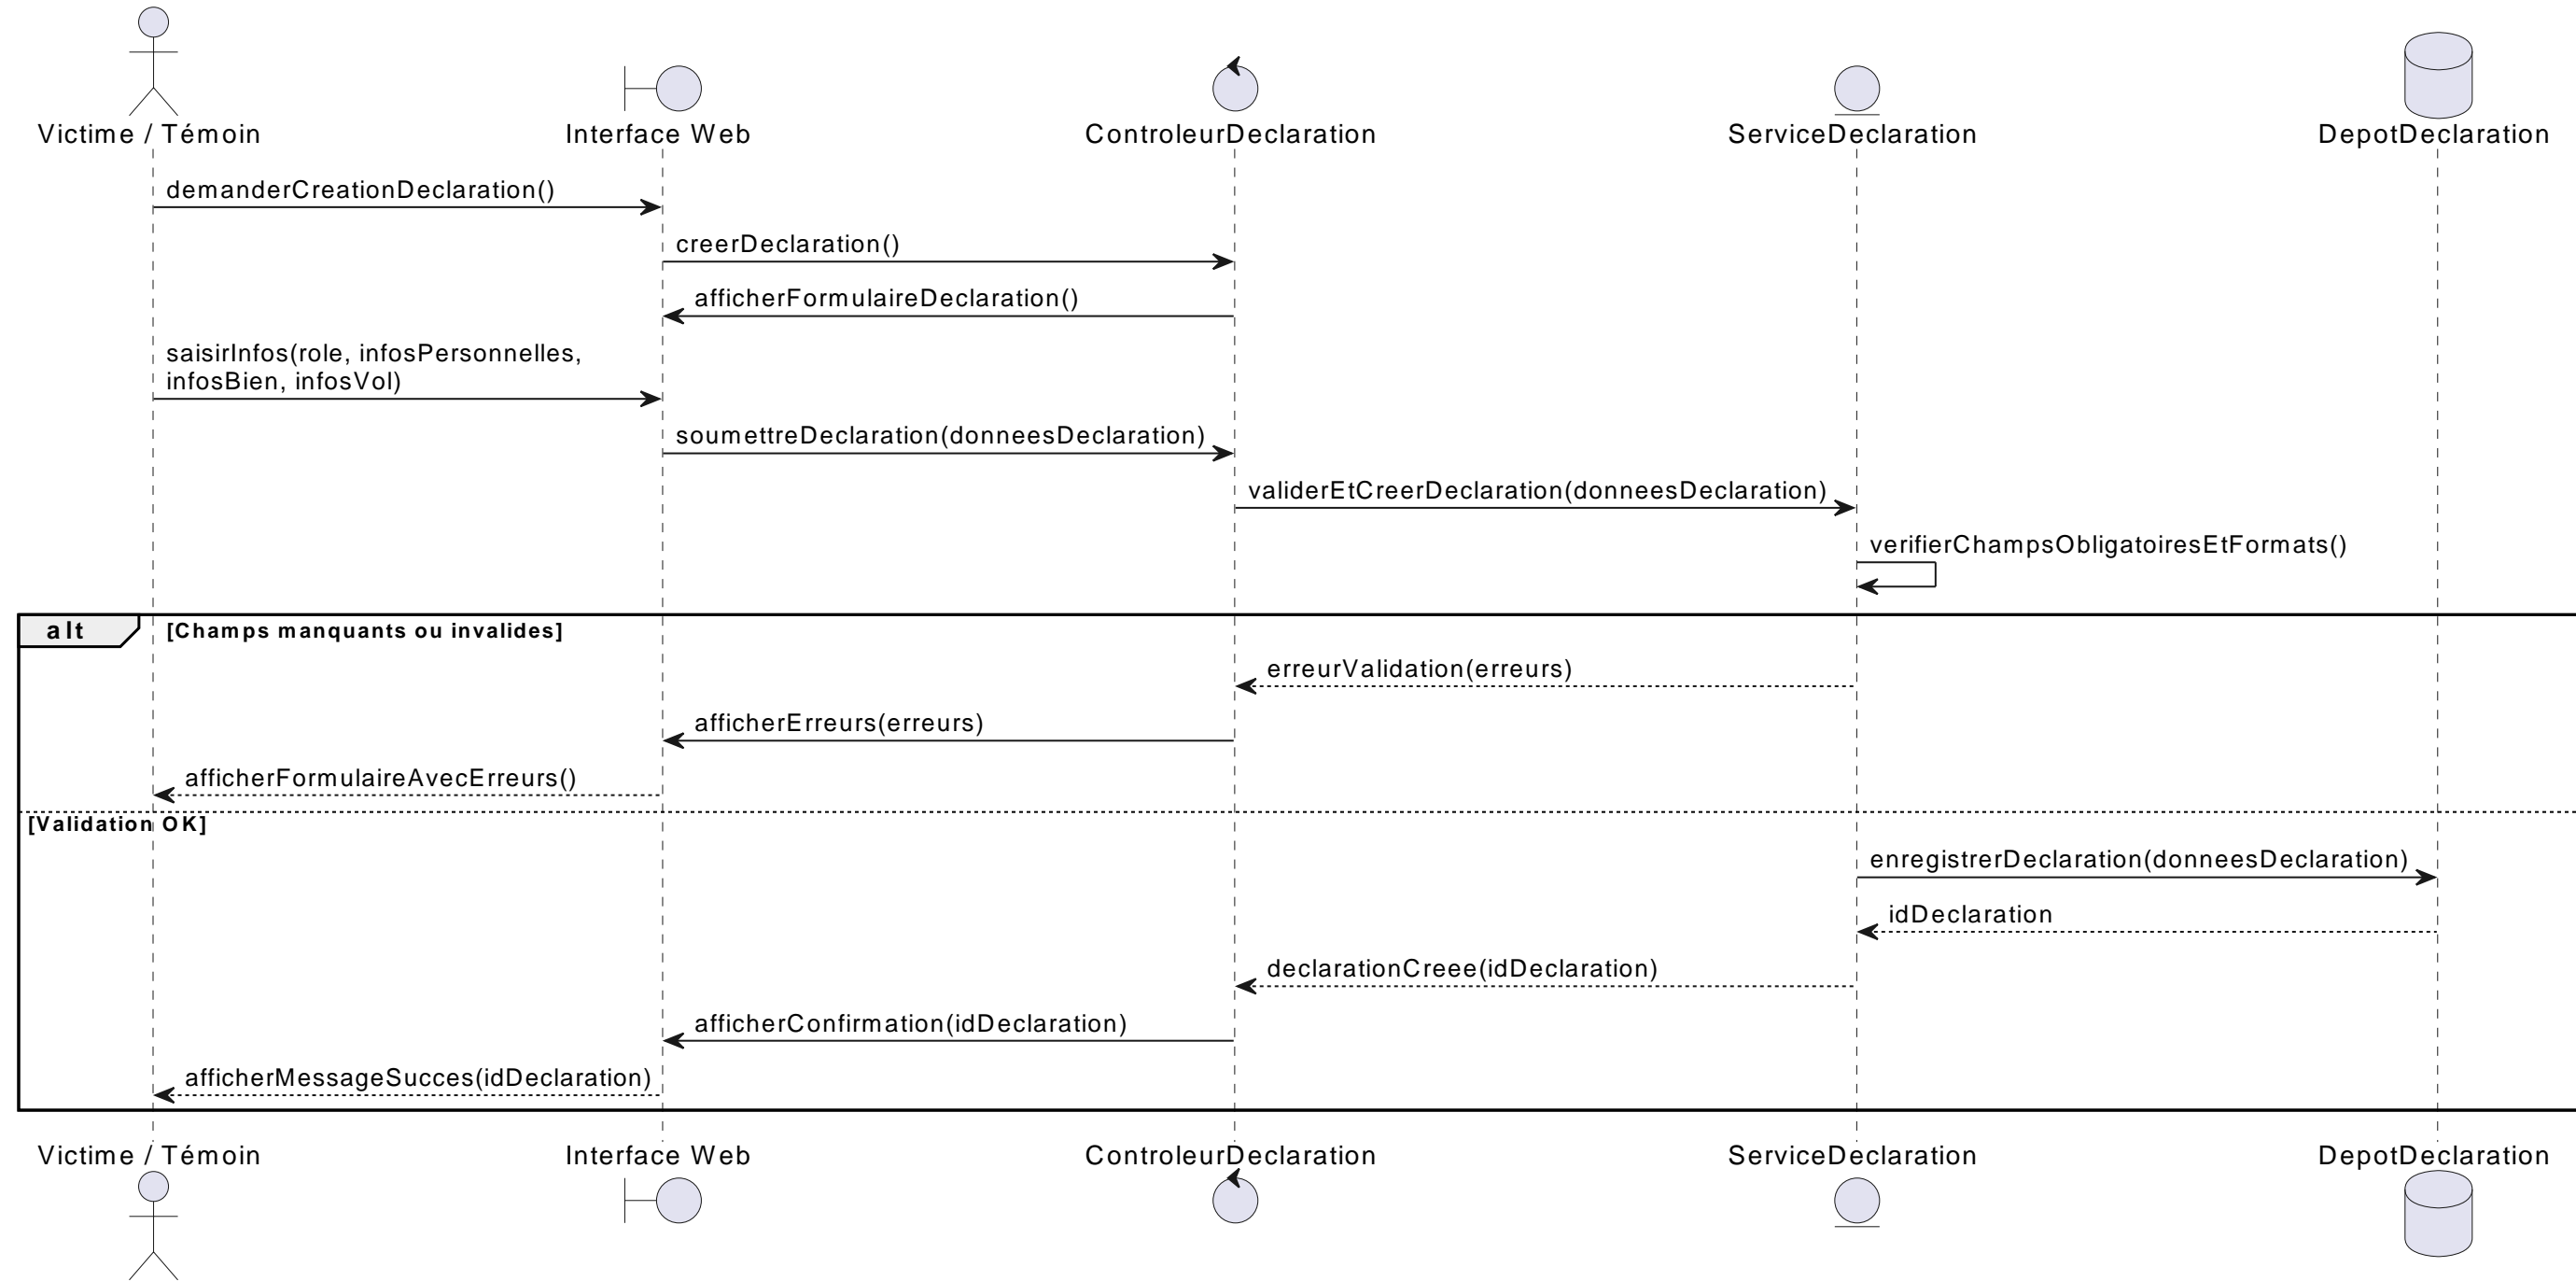 Victime / Témoin
Interface Web
ControleurDeclaration
ServiceDeclaration
DepotDeclaration
demanderCreationDeclaration()
creerDeclaration()
afficherFormulaireDeclaration()
saisirInfos(role, infosPersonnelles,
infosBien, infosVol)
soumettreDeclaration(donneesDeclaration)
validerEtCreerDeclaration(donneesDeclaration)
verifierChampsObligatoiresEtFormats()
alt [Champs manquants ou invalides]
erreurValidation(erreurs)
afficherErreurs(erreurs)
afficherFormulaireAvecErreurs()
[Validation OK]
enregistrerDeclaration(donneesDeclaration)
idDeclaration
declarationCreee(idDeclaration)
afficherConfirmation(idDeclaration)
afficherMessageSucces(idDeclaration)
Victime / Témoin
Interface Web
ControleurDeclaration
ServiceDeclaration
DepotDeclaration